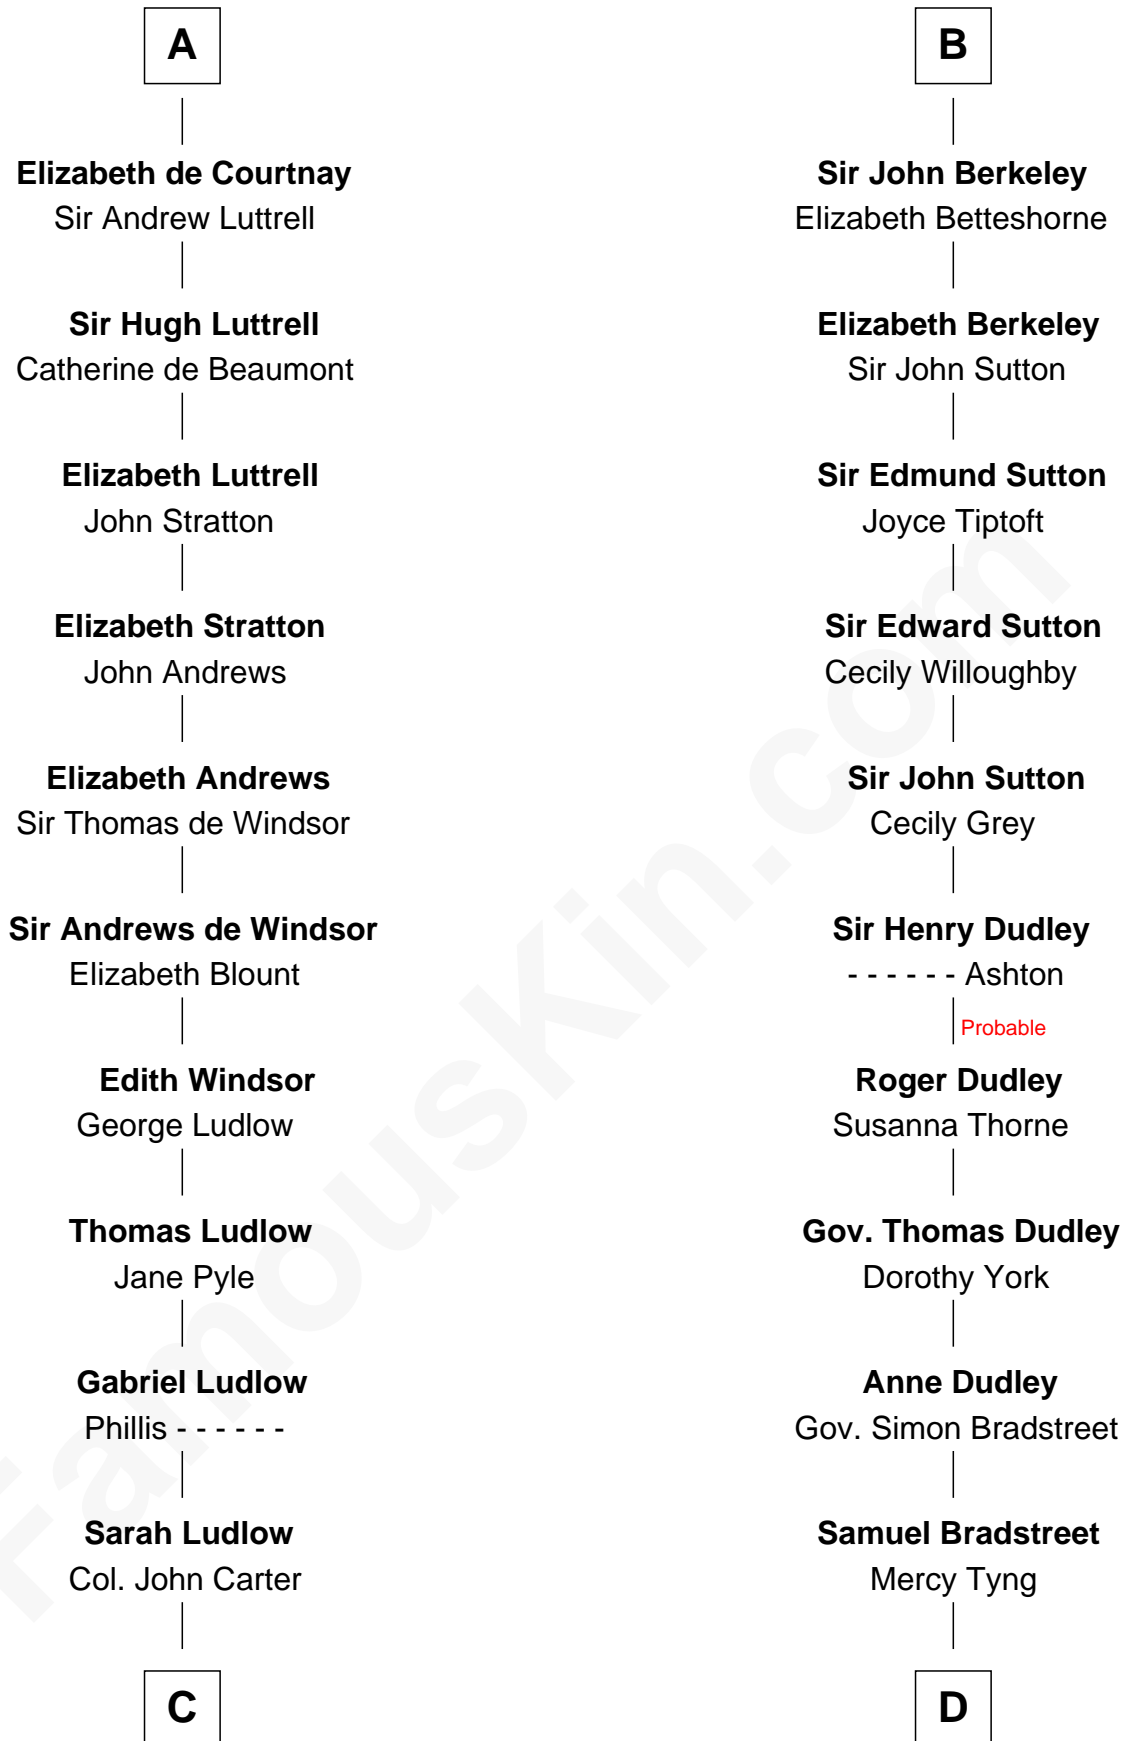 A
Elizabeth de Courtnay
Sir Andrew Luttrell
Sir Hugh Luttrell
Catherine de Beaumont
Elizabeth Luttrell
John Stratton
Elizabeth Stratton
John Andrews
Elizabeth Andrews
Sir Thomas de Windsor
Sir Andrews de Windsor
Elizabeth Blount
Edith Windsor
George Ludlow
Thomas Ludlow
Jane Pyle
Gabriel Ludlow
Phillis - - - - - -
Sarah Ludlow
Col. John Carter
C
B
Sir John Berkeley
Elizabeth Betteshorne
Elizabeth Berkeley
Sir John Sutton
Sir Edmund Sutton
Joyce Tiptoft
Sir Edward Sutton
Cecily Willoughby
Sir John Sutton
Cecily Grey
Sir Henry Dudley
- - - - - - Ashton
Probable
Roger Dudley
Susanna Thorne
Gov. Thomas Dudley
Dorothy York
Anne Dudley
Gov. Simon Bradstreet
Samuel Bradstreet
Mercy Tyng
D
FamousKin.com